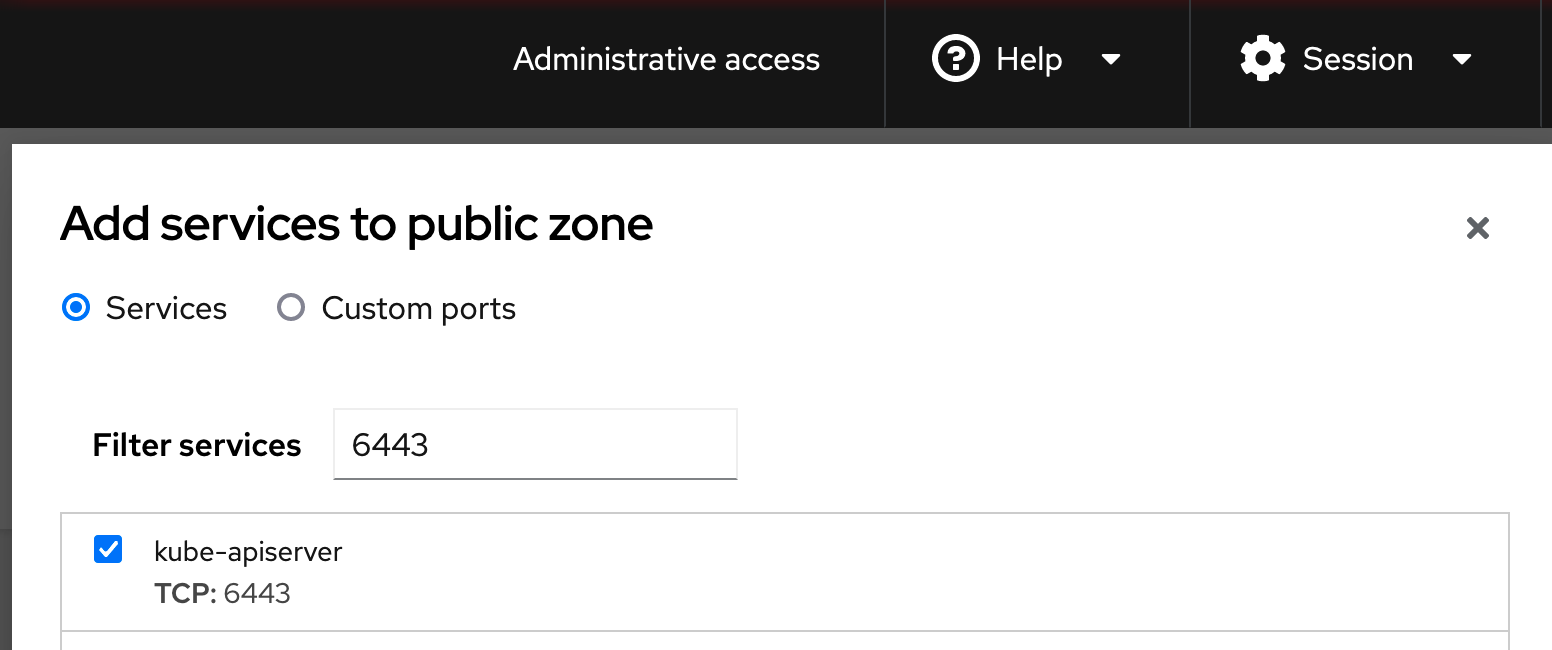 Administrative access Help Session
Add services to public zone
Services Custom ports
Filter services 6443
kube-apiserver
TCP: 6443